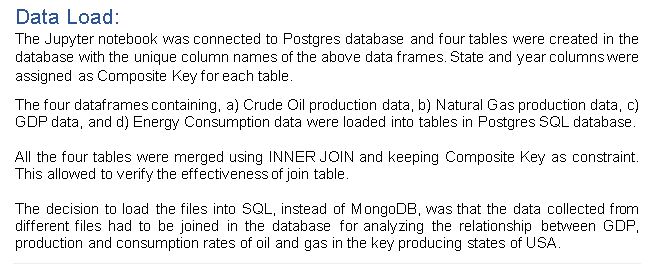 Data Load:
The Jupyter notebook was connected to Postgres database and four tables were created in the
database with the unique column names of the above data frames. State and year columns were
assigned as Composite Key for each table.
The four dataframes containing, a) Crude Oil production data, b) Natural Gas production data, c)
GDP data, and d) Energy Consumption data were loaded into tables in Postgres SQL database.
All the four tables were merged using INNER JOIN and keeping Composite Key as constraint.
This allowed to verify the effectiveness of join table.
The decision to load the files into SQL, instead of MongoDB, was that the data collected from
different files had to be joined in the database for analyzing the relationship between GDP,
production and consumption rates of oil and gas in the key producing states of USA.